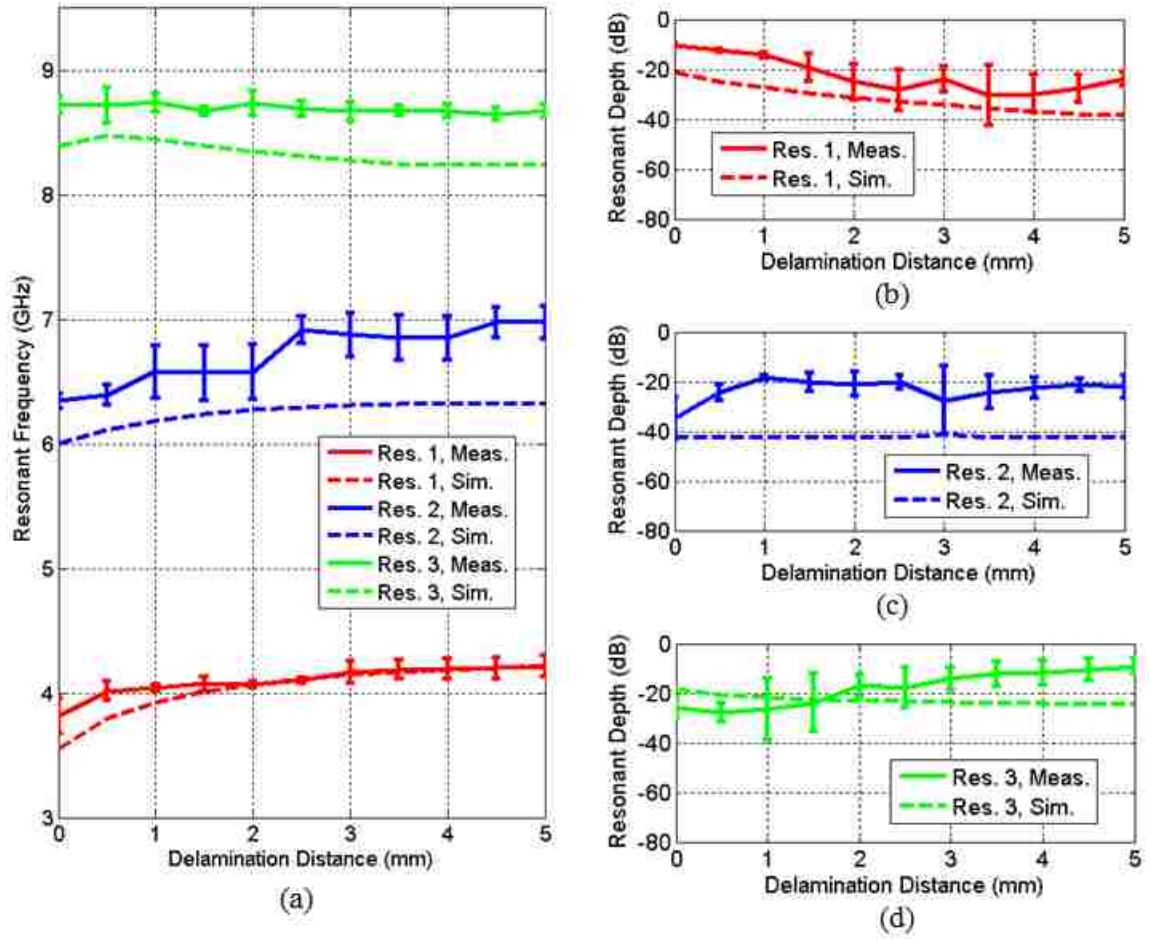 9
8
7
6
5
4
3
Resonant Frequency (GHz)
Res. 1, Meas.
Res. 1, Sim.
Res. 2, Meas.
Res. 2, Sim.
Res. 3, Meas.
Res. 3, Sim.
0 1 2 3 4 5
Delamination Distance (mm)
(a)
0
-20
-40
-60
-80
Resonant Depth (dB)
Res. 1, Meas.
Res. 1, Sim.
0 1 2 3 4 5
Delamination Distance (mm)
(b)
0
-20
-40
-60
-80
Resonant Depth (dB)
Res. 2, Meas.
Res. 2, Sim.
0 1 2 3 4 5
Delamination Distance (mm)
(c)
0
-20
-40
-60
-80
Resonant Depth (dB)
Res. 3, Meas.
Res. 3, Sim.
0 1 2 3 4 5
Delamination Distance (mm)
(d)